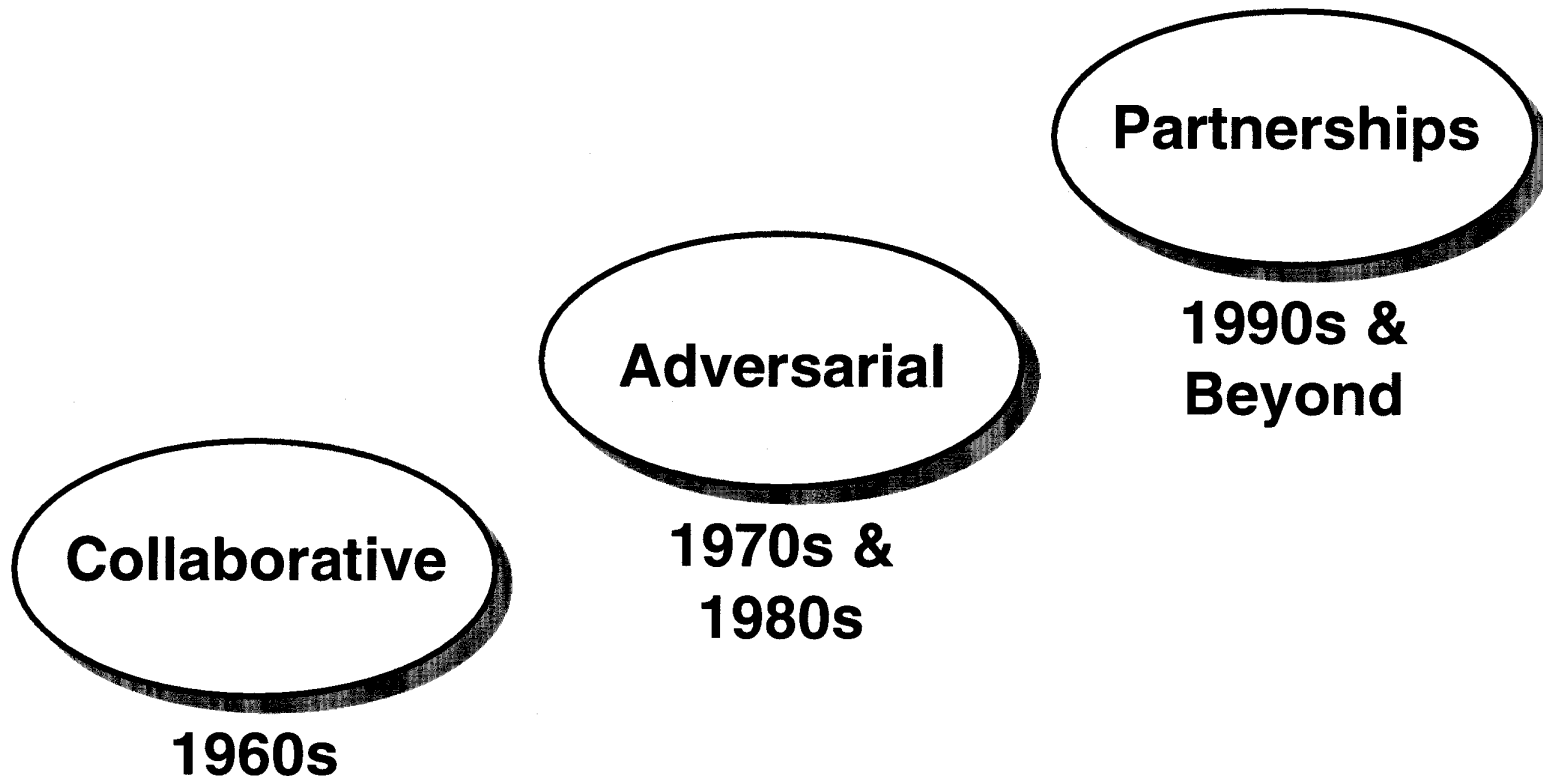 Collaborative
1960s
Adversarial
1970s &
1980s
Partnerships
1990s &
Beyond